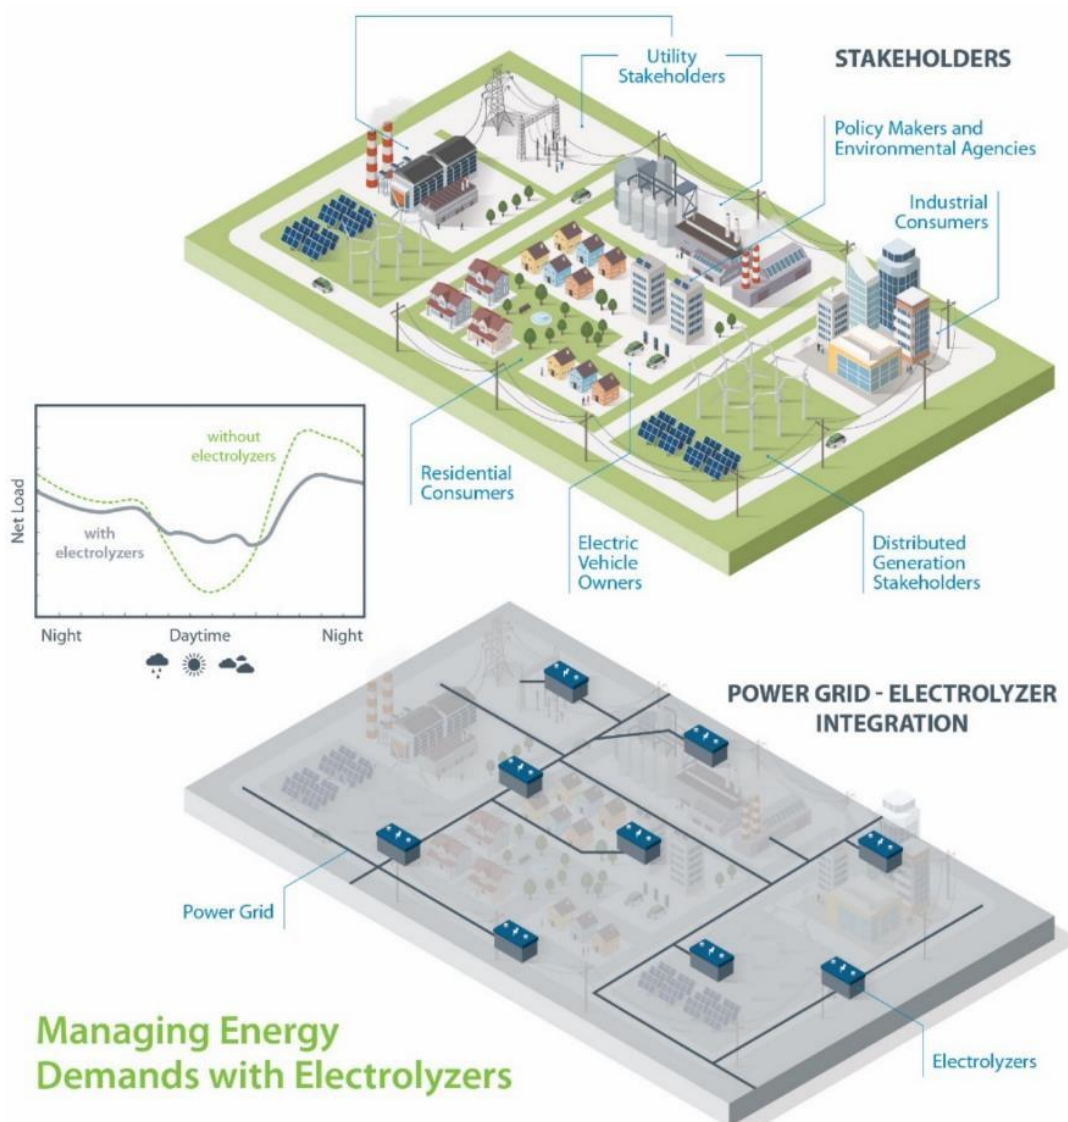 Utility
Stakeholders
STAKEHOLDERS
Policy Makers and
Environmental Agencies
Industrial
Consumers
without
electrolyzers
Net Load
with
electrolyzers
Night
Daytime
Night
Residential
Consumers
Electric
Vehicle
Owners
Distributed
Generation
Stakeholders
POWER GRID - ELECTROLYZER
INTEGRATION
Power Grid
Electrolyzers
Managing Energy
Demands with Electrolyzers